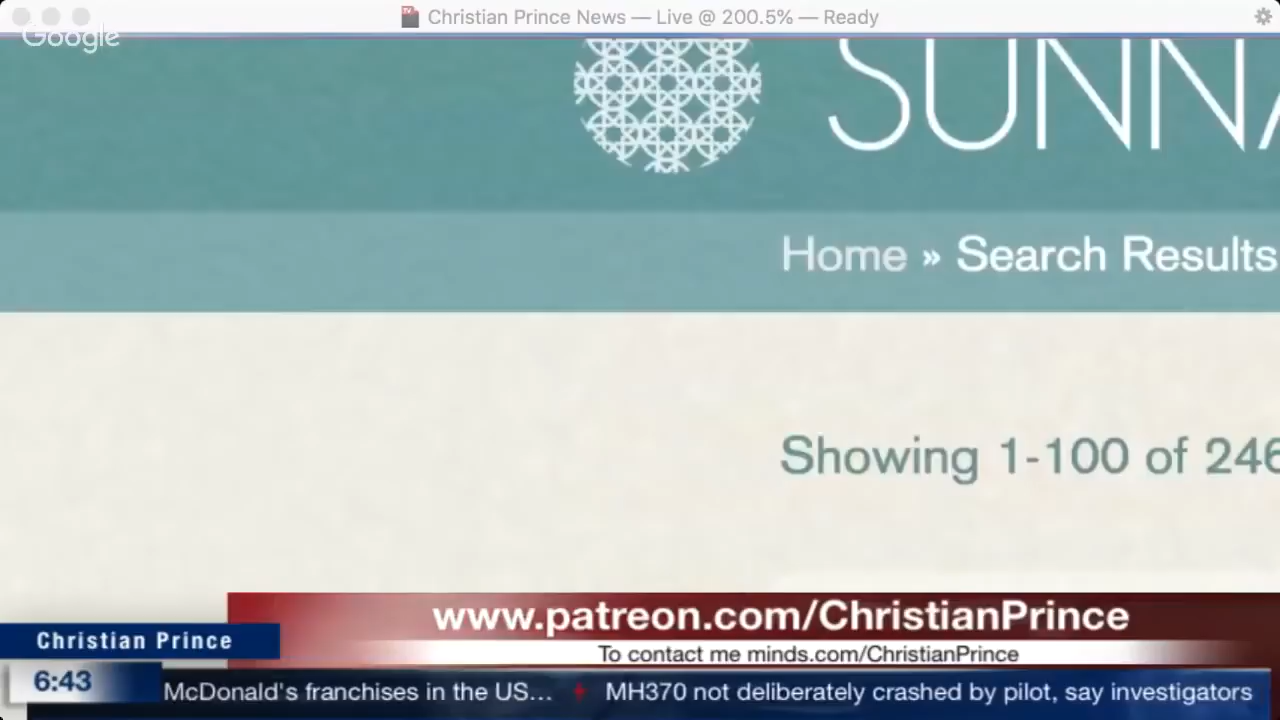 Christian Prince News — Live @ 200.5% — Ready
Google
SUNNA
Home » Search Results
Showing 1-100 of 246
www.patreon.com/ChristianPrince
To contact me minds.com/ChristianPrince
Christian Prince
6:43
McDonald's franchises in the US... MH370 not deliberately crashed by pilot, say investigators